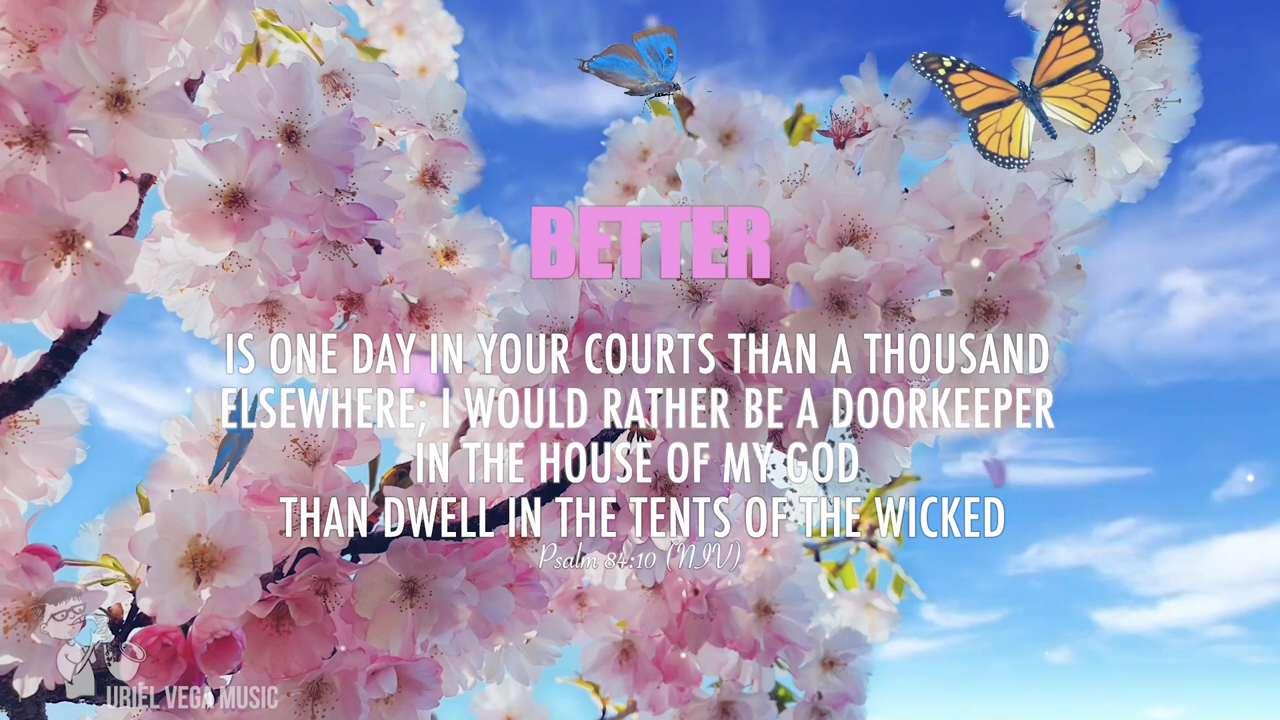 BETTER
IS ONE DAY IN YOUR COURTS THAN A THOUSAND
ELSEWHERE; I WOULD RATHER BE A DOORKEEPER
IN THE HOUSE OF MY GOD
THAN DWELL IN THE TENTS OF THE WICKED
Psalm 84:10 (NIV)
URIEL VEGA MUSIC